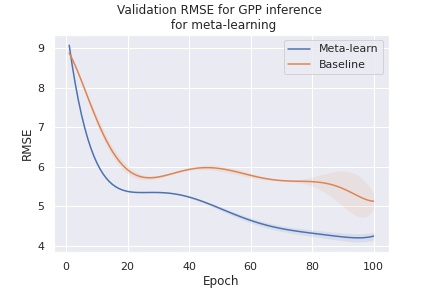 Validation RMSE for GPP inference
for meta-learning
Meta-learn
Baseline
RMSE
9
8
7
6
5
4
0
20
40
60
80
100
Epoch